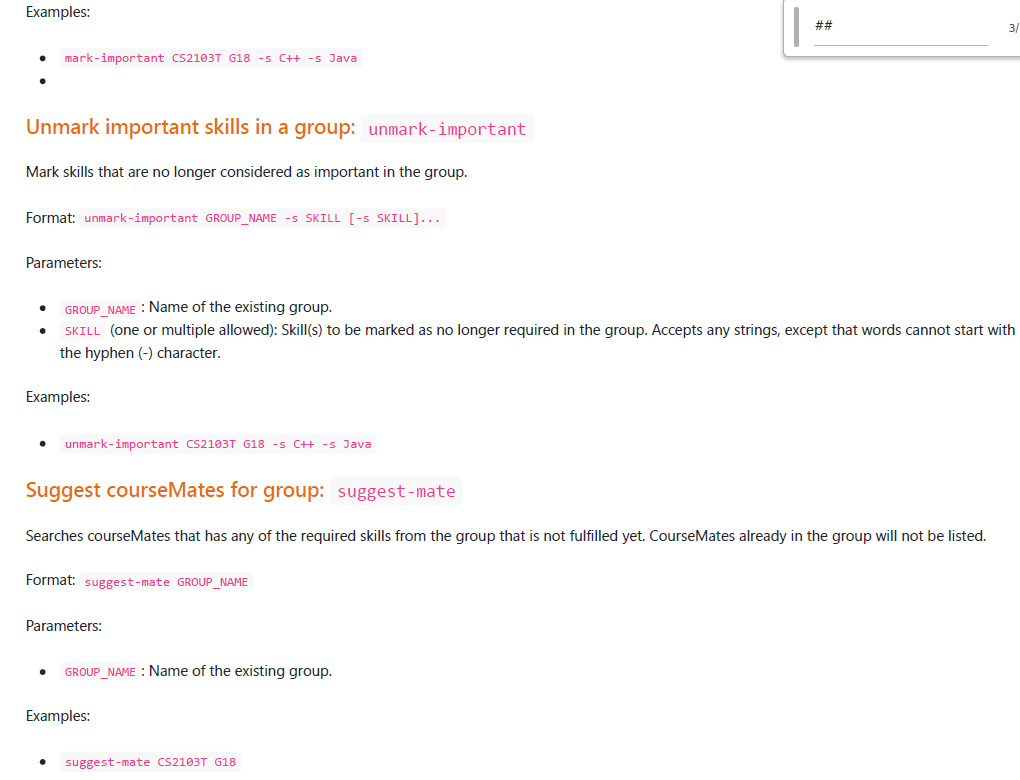 Examples:
##
3/
mark-important CS2103T G18 -s C++ -s Java
Unmark important skills in a group: unmark-important
Mark skills that are no longer considered as important in the group.
Format: unmark-important GROUP_NAME -s SKILL [-s SKILL]...
Parameters:
GROUP_NAME : Name of the existing group.
SKILL (one or multiple allowed): Skill(s) to be marked as no longer required in the group. Accepts any strings, except that words cannot start with
the hyphen (-) character.
Examples:
unmark-important CS2103T G18 -s C++ -s Java
Suggest courseMates for group: suggest-mate
Searches courseMates that has any of the required skills from the group that is not fulfilled yet. CourseMates already in the group will not be listed.
Format: suggest-mate GROUP_NAME
Parameters:
GROUP_NAME : Name of the existing group.
Examples:
suggest-mate CS2103T G18